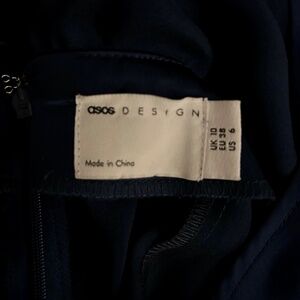 asos DESIGN
Made in China
UK 10
EU 38
US 6